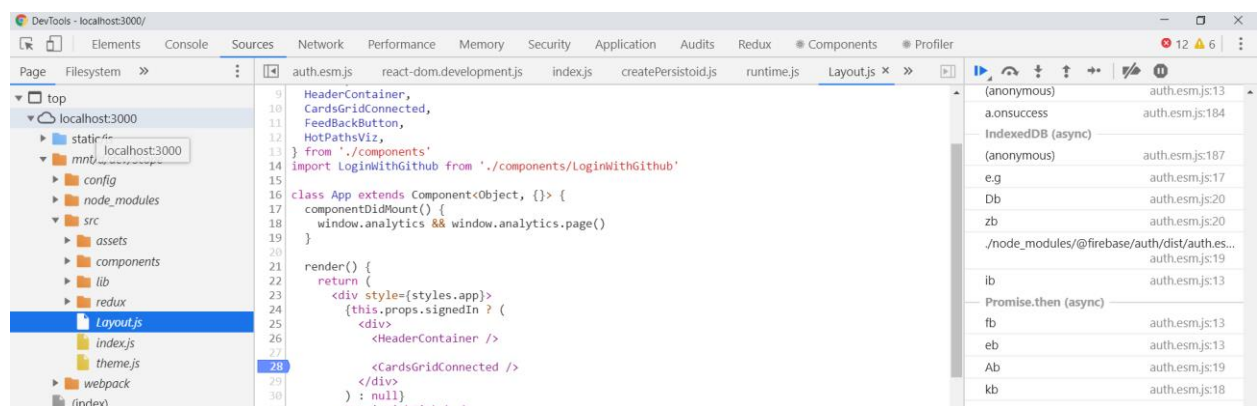 DevTools - localhost:3000/
Elements Console Sources Network Performance Memory Security Application Audits Redux Components Profiler 12 6
Page Filesystem »
auth.esm.js react-dom.development.js index.js createPersistoid.js runtime.js Layout.js × »
top
localhost:3000
localhost:3000
config
node_modules
src
assets
components
lib
redux
Layout.js
index.js
theme.js
webpack
(index)
9 HeaderContainer,
10 CardsGridConnected,
11 FeedBackButton,
12 HotPathsViz,
13 } from './components'
14 import LoginWithGithub from './components/LoginWithGithub'
15
16 class App extends Component<Object, {}> {
17 componentDidMount() {
18 window.analytics && window.analytics.page()
19 }
20
21 render() {
22 return (
23 <div style={styles.app}>
24 {this.props.signedIn ? (
25 <div>
26 <HeaderContainer />
27
28 <CardsGridConnected />
29 </div>
30 ) : null}
(anonymous) auth.esm.js:13
a.onsuccess auth.esm.js:184
IndexedDB (async)
(anonymous) auth.esm.js:187
e.g auth.esm.js:17
Db auth.esm.js:20
zb auth.esm.js:20
./node_modules/@firebase/auth/dist/auth.es...
auth.esm.js:19
ib auth.esm.js:13
Promise.then (async)
fb auth.esm.js:13
eb auth.esm.js:13
Ab auth.esm.js:19
kb auth.esm.js:18